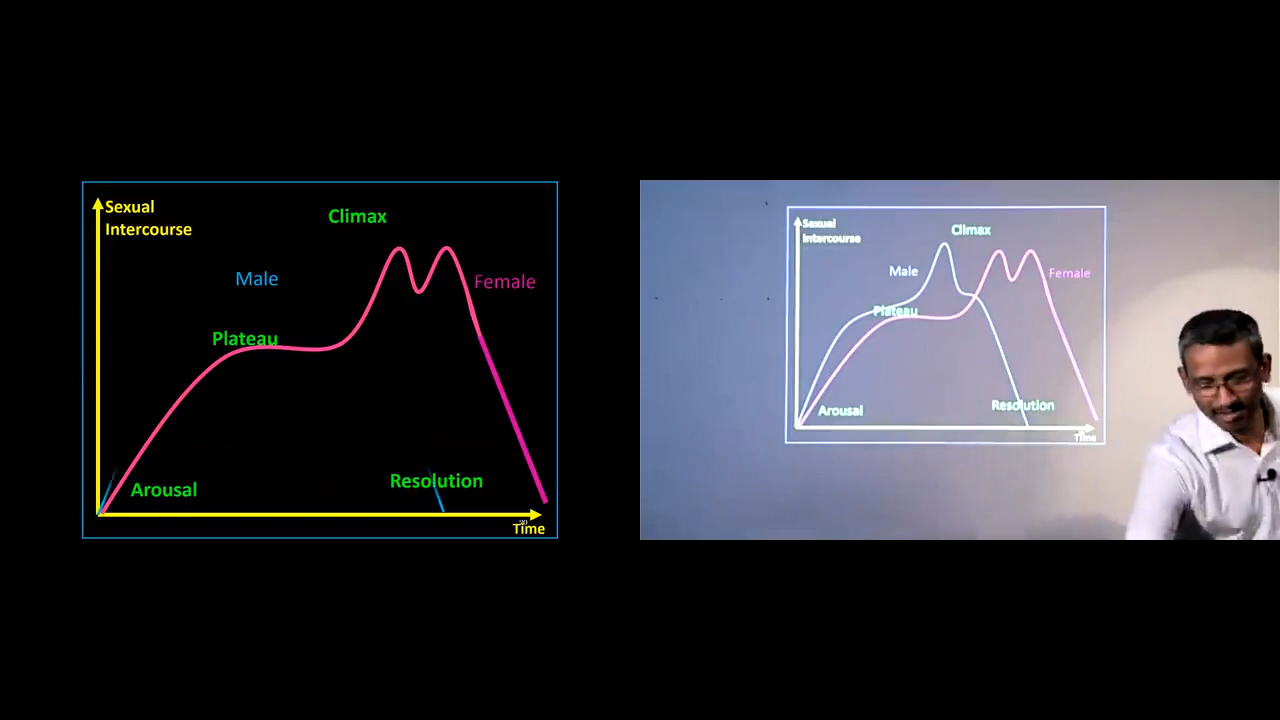 Sexual
Intercourse
Climax
Male
Female
Plateau
Arousal
Resolution
Time
Sexual
Intercourse
Climax
Male
Female
Plateau
Arousal
Resolution
Time